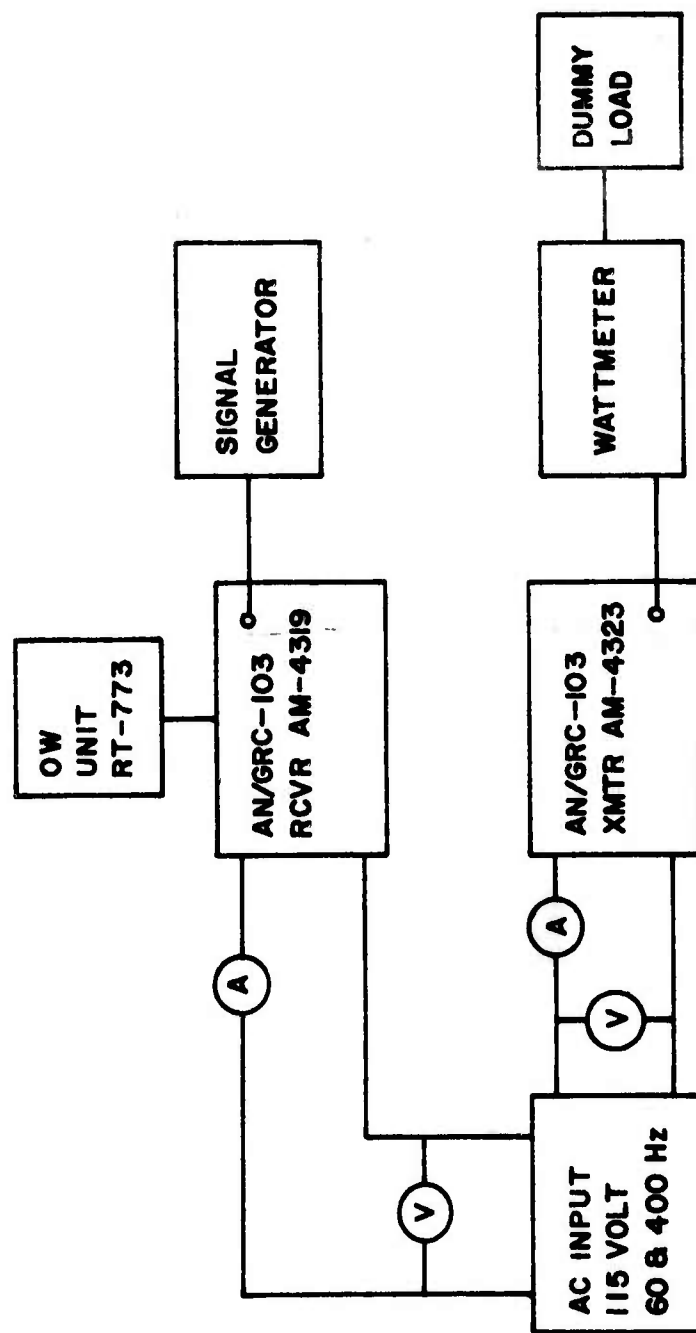 OW
UNIT
RT-773
SIGNAL
GENERATOR
AN/GRC-103
RCVR AM-4319
A
V
AC INPUT
115 VOLT
60 & 400 Hz
A
V
AN/GRC-103
XMTR AM-4323
WATTMETER
DUMMY
LOAD